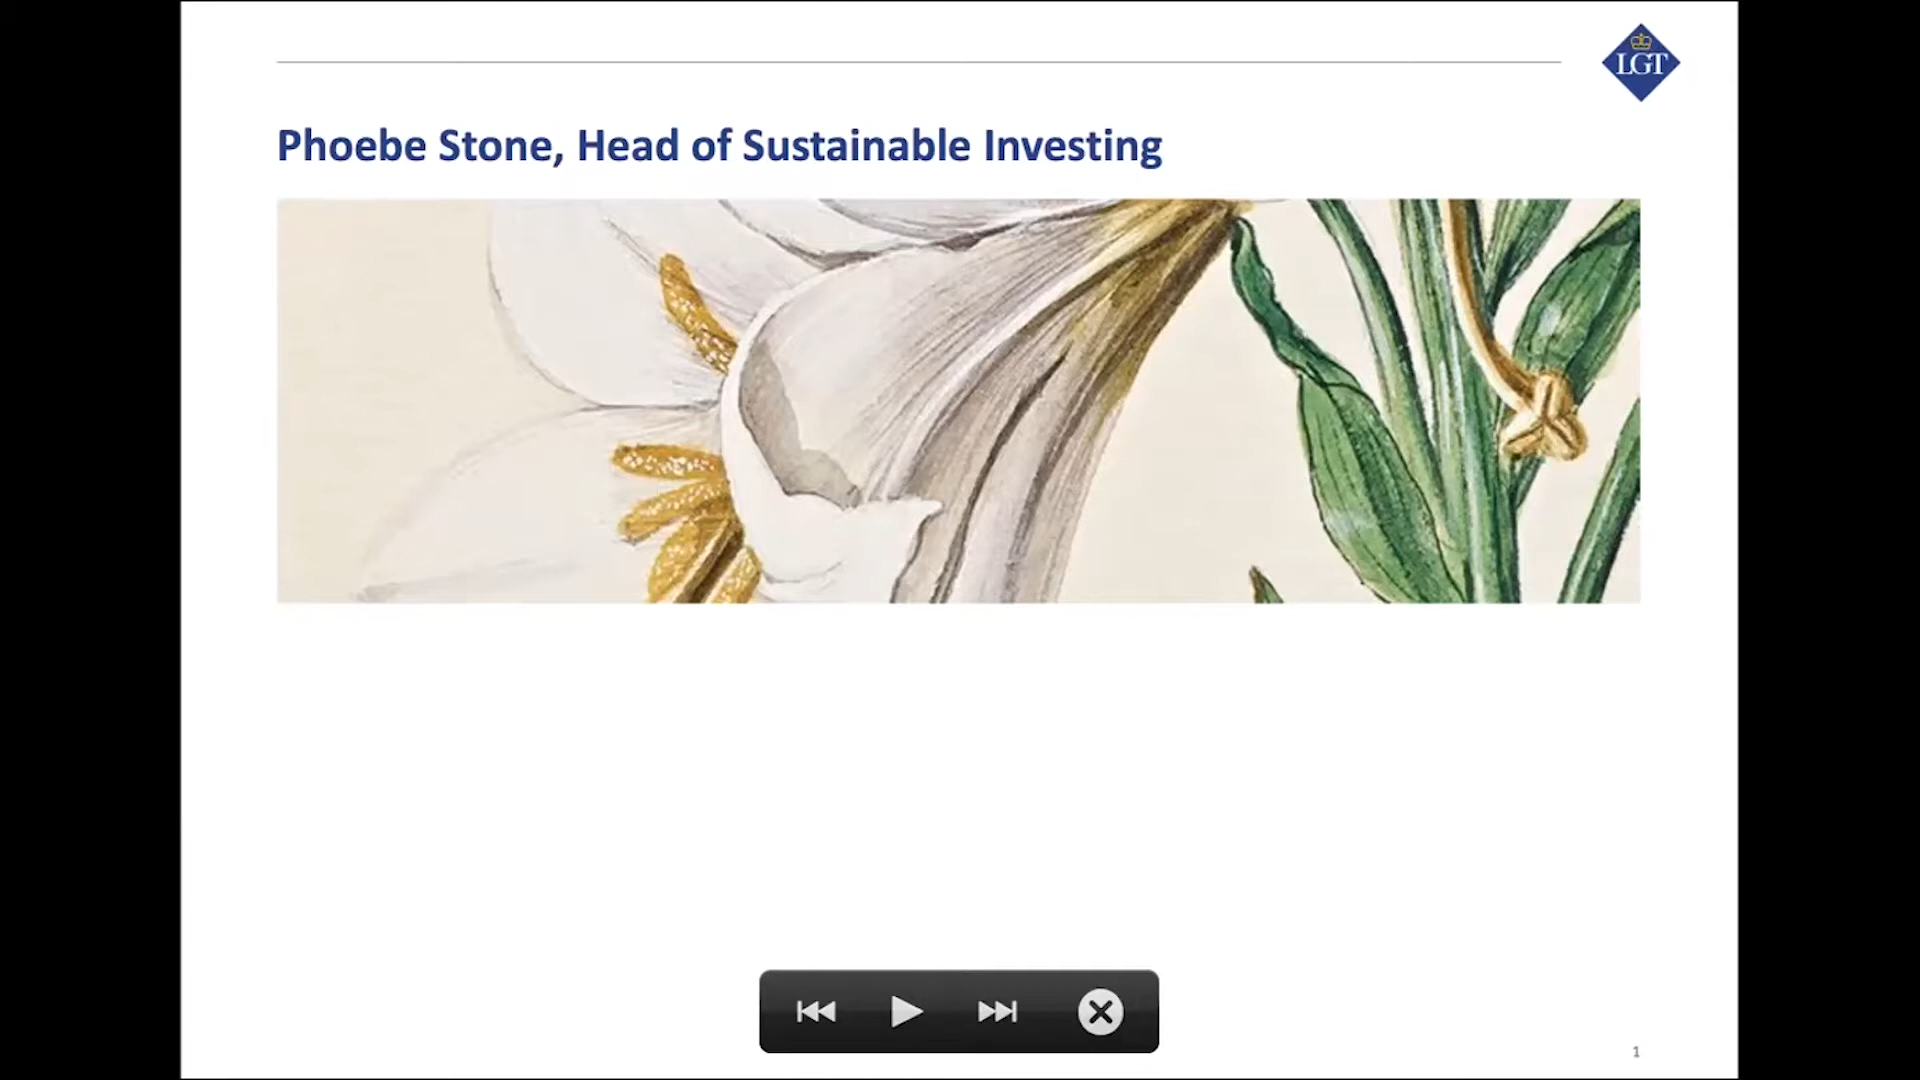 LGT
Phoebe Stone, Head of Sustainable Investing
1